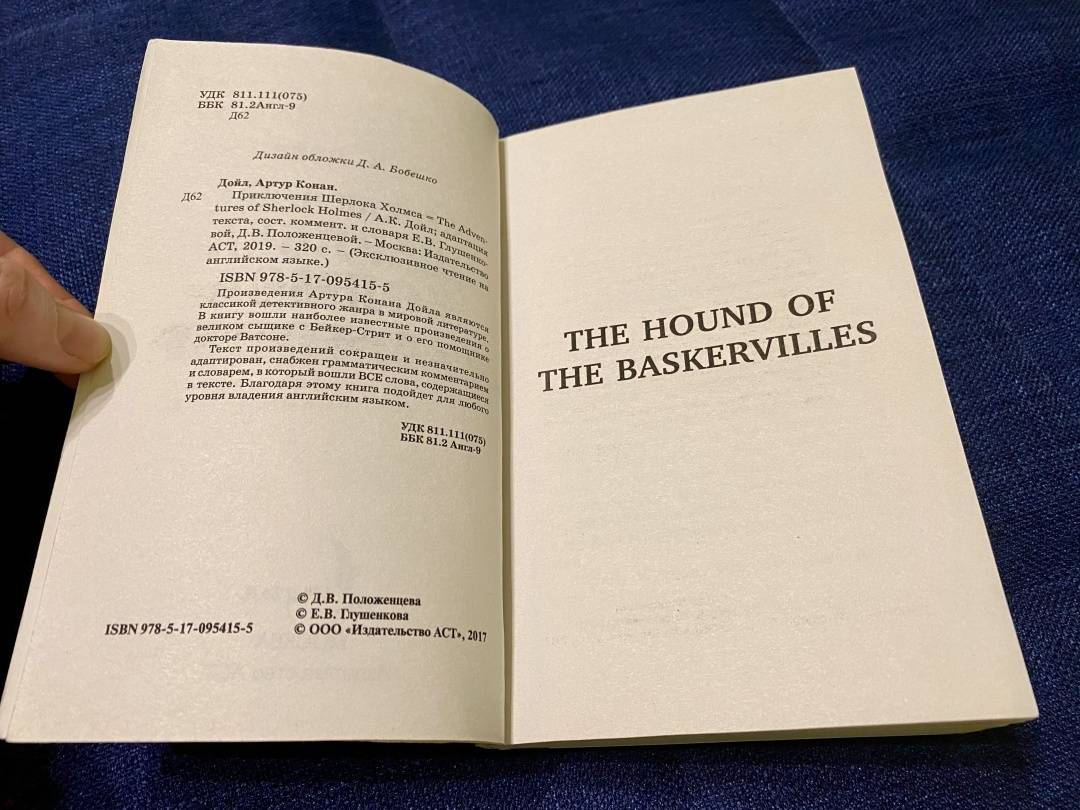 УДК 811.111(075)
ББК 81.2Англ-9
Д62
Дизайн обложки Д. А. Бобешко
Дойл, Артур Конан.
Д62 Приключения Шерлока Холмса = The Adven-
tures of Sherlock Holmes / А.К. Дойл; адаптация
текста, сост. коммент. и словаря Е.В. Глушенко-
вой, Д.В. Положенцевой. – Москва: Издательство
АСТ, 2019. – 320 с. – (Эксклюзивное чтение на
английском языке.)
ISBN 978-5-17-095415-5
Произведения Артура Конана Дойла являются
классикой детективного жанра в мировой литературе.
В книгу вошли наиболее известные произведения о
великом сыщике с Бейкер-Стрит и о его помощнике
докторе Ватсоне.
Текст произведений сокращен и незначительно
адаптирован, снабжен грамматическим комментарием
и словарем, в который вошли ВСЕ слова, содержащиеся
в тексте. Благодаря этому книга подойдет для любого
уровня владения английским языком.
УДК 811.111(075)
ББК 81.2 Англ-9
© Д.В. Положенцева
© Е.В. Глушенкова
ISBN 978-5-17-095415-5 © ООО «Издательство АСТ», 2017
THE HOUND OF
THE BASKERVILLES